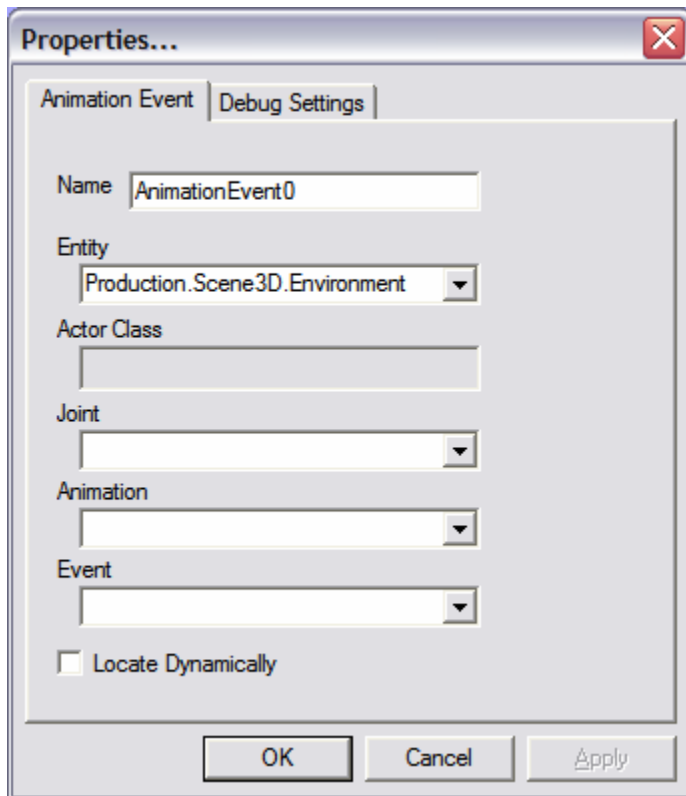 Properties...
Animation Event
Debug Settings
Name AnimationEvent0
Entity
Production.Scene3D.Environment
Actor Class
Joint
Animation
Event
Locate Dynamically
OK Cancel Apply